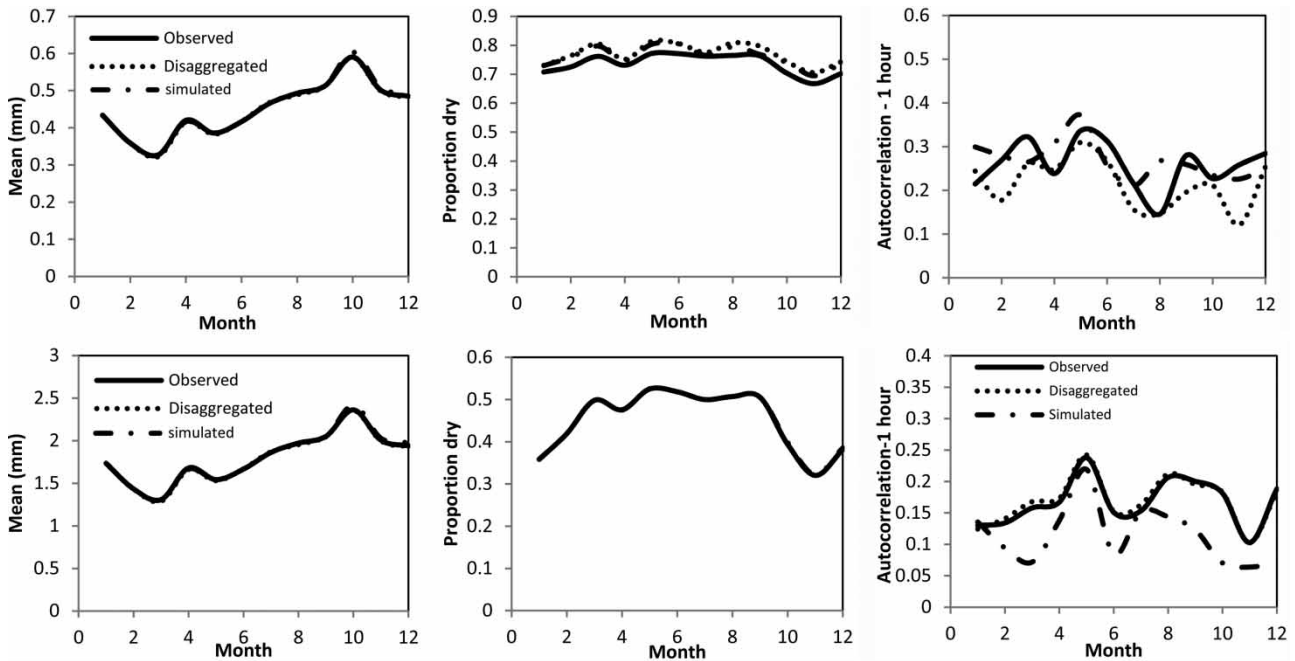 Mean (mm)
0.7
0.6
0.5
0.4
0.3
0.2
0.1
0
Observed
Disaggregated
simulated
0 2 4 6 8 10 12
Month
Proportion dry
1
0.9
0.8
0.7
0.6
0.5
0.4
0.3
0.2
0.1
0
0 2 4 6 8 10 12
Month
Autocorrelation - 1 hour
0.6
0.5
0.4
0.3
0.2
0.1
0
0 2 4 6 8 10 12
Month
Mean (mm)
3
2.5
2
1.5
1
0.5
0
Observed
Disaggregated
simulated
0 2 4 6 8 10 12
Month
Proportion dry
0.6
0.5
0.4
0.3
0.2
0.1
0
0 2 4 6 8 10 12
Month
Autocorrelation-1 hour
0.4
0.35
0.3
0.25
0.2
0.15
0.1
0.05
0
Observed
Disaggregated
Simulated
0 2 4 6 8 10 12
Month